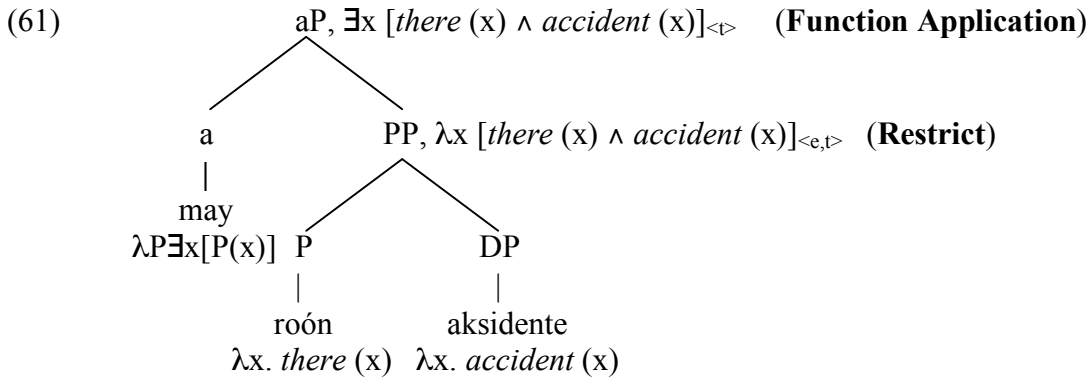 (61) aP, ∃x [there (x) ∧ accident (x)]<t> (Function Application)
a PP, λx [there (x) ∧ accident (x)]<e,t> (Restrict)
may
λP∃x[P(x)] P DP
roón aksidente
λx. there (x) λx. accident (x)